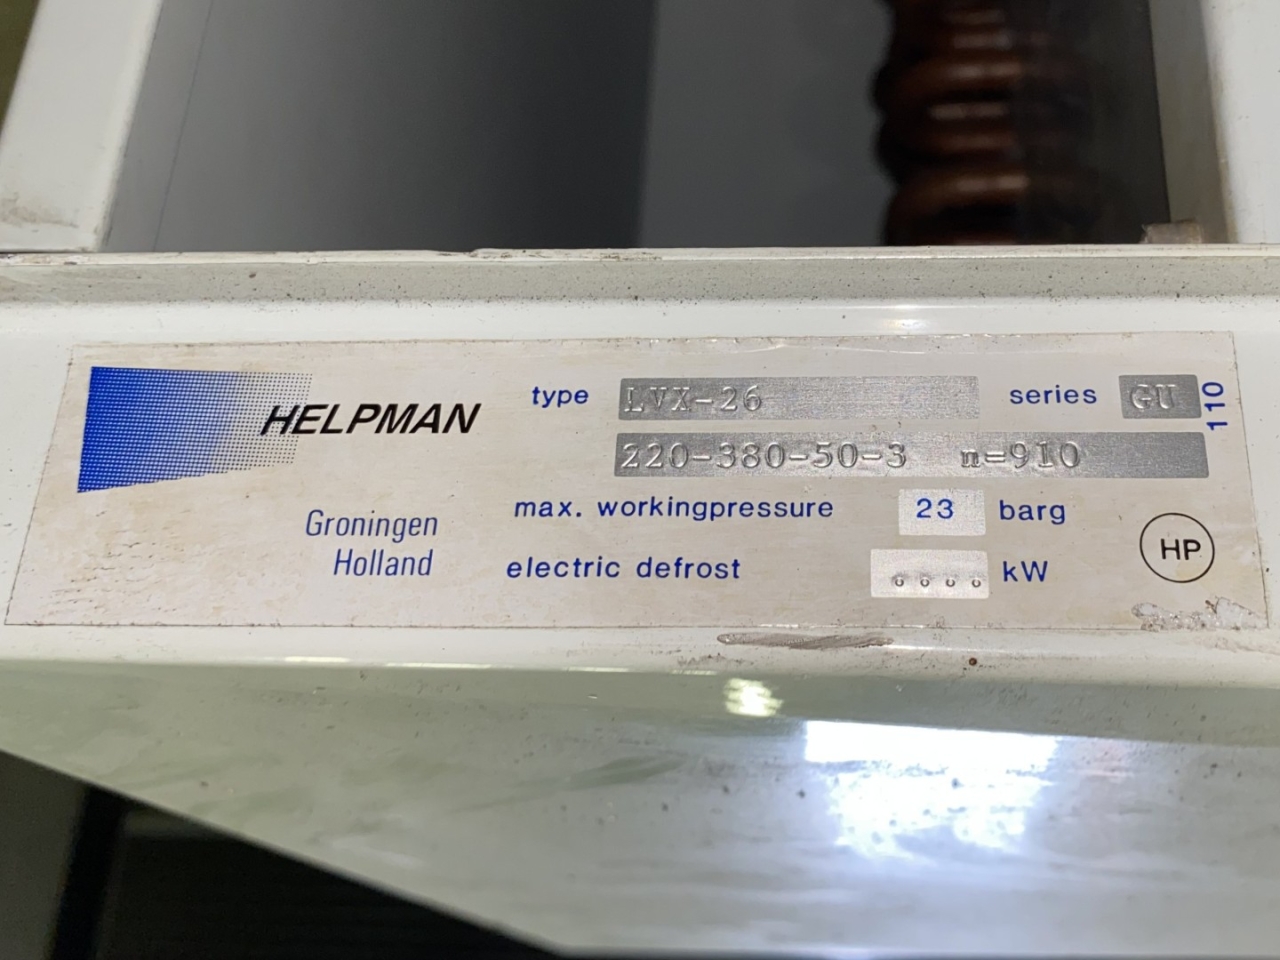 HELPMAN
Groningen
Holland
type LVX-26 series GU 110
220-380-50-3 n=910
max. workingpressure 23 barg
electric defrost .... kW
HP